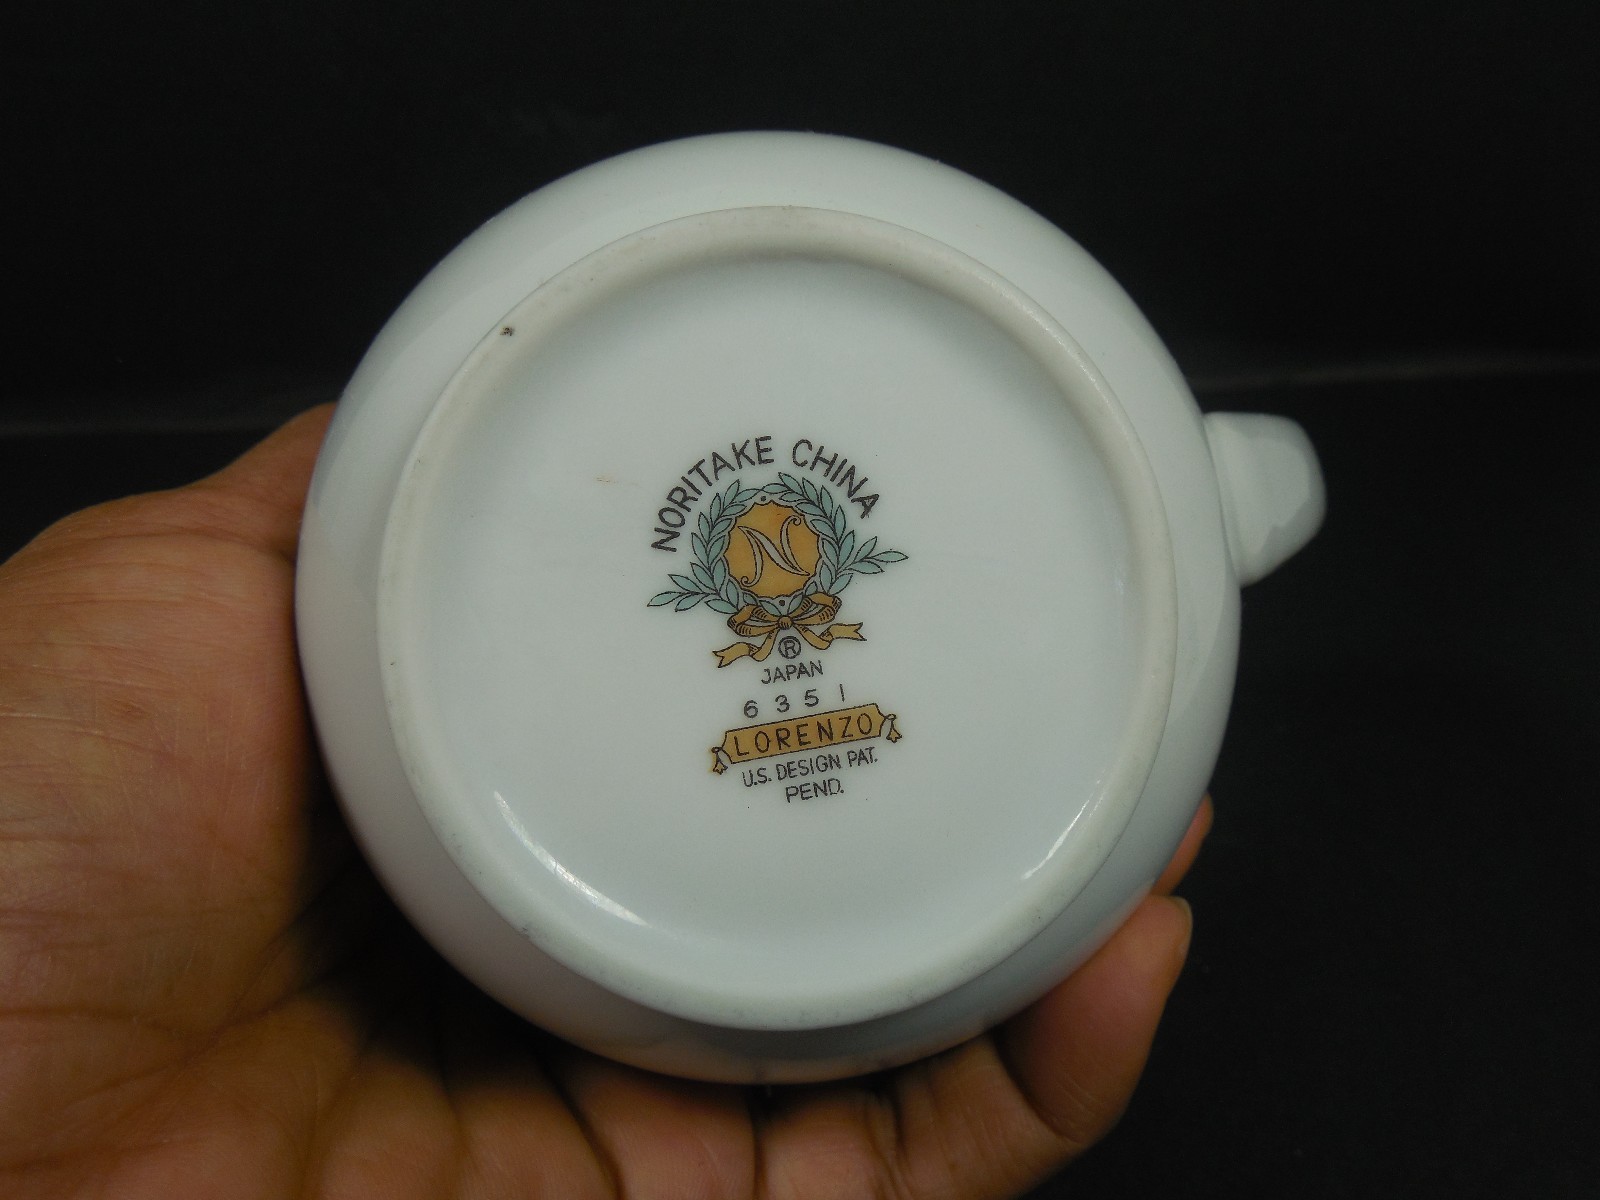 NORITAKE CHINA
N
®
JAPAN
6351
LORENZO
U.S. DESIGN PAT.
PEND.